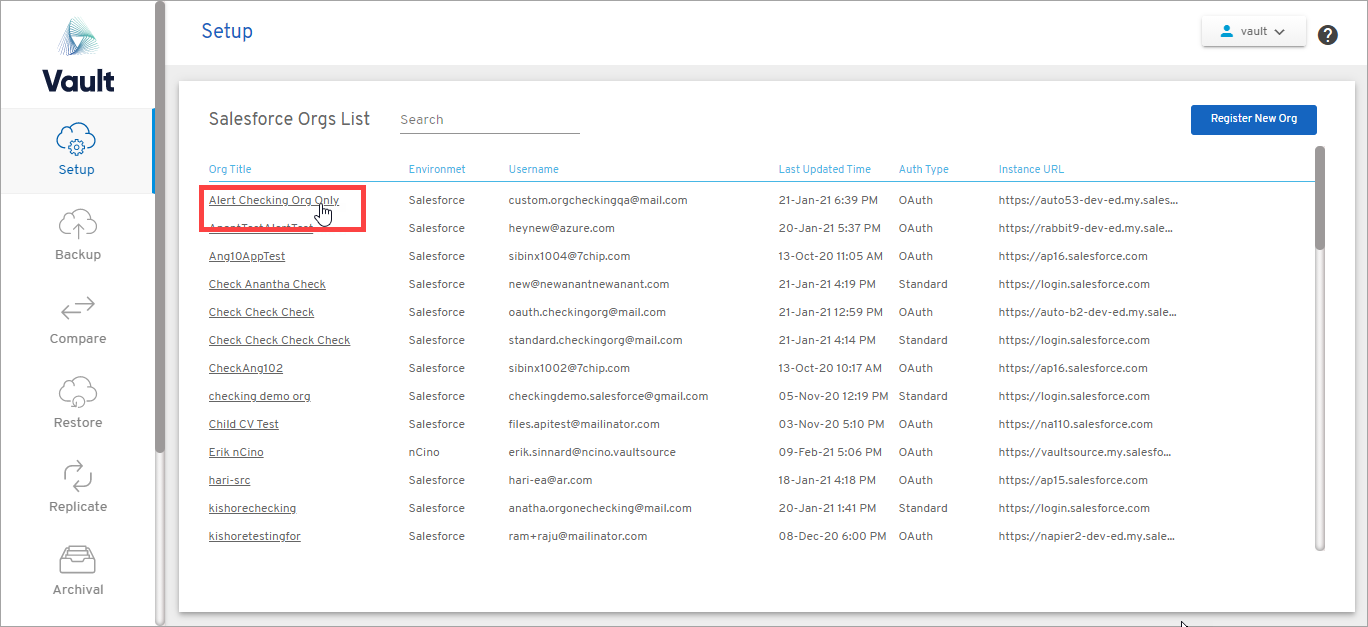 Vault
Setup
Backup
Compare
Restore
Replicate
Archival
Setup
vault
?
Salesforce Orgs List Search Register New Org
Org Title Environmet Username Last Updated Time Auth Type Instance URL
Alert Checking Org Only Salesforce custom.orgcheckingqa@mail.com 21-Jan-21 6:39 PM OAuth https://auto53-dev-ed.my.sales...
Salesforce heynew@azure.com 20-Jan-21 5:37 PM OAuth https://rabbit9-dev-ed.my.sale...
Ang10AppTest Salesforce sibinx1004@7chip.com 13-Oct-20 11:05 AM OAuth https://ap16.salesforce.com
Check Anantha Check Salesforce new@newanantnewanant.com 21-Jan-21 4:19 PM Standard https://login.salesforce.com
Check Check Check Salesforce oauth.checkingorg@mail.com 21-Jan-21 12:59 PM OAuth https://auto-b2-dev-ed.my.sale...
Check Check Check Check Salesforce standard.checkingorg@mail.com 21-Jan-21 4:14 PM Standard https://login.salesforce.com
CheckAng102 Salesforce sibinx1002@7chip.com 13-Oct-20 10:17 AM OAuth https://ap16.salesforce.com
checking demo org Salesforce checkingdemo.salesforce@gmail.com 05-Nov-20 12:19 PM Standard https://login.salesforce.com
Child CV Test Salesforce files.apitest@mailinator.com 03-Nov-20 5:10 PM OAuth https://na110.salesforce.com
Erik nCino nCino erik.sinnard@ncino.vaultsource 09-Feb-21 5:06 PM OAuth https://vaultsource.my.salesfo...
hari-src Salesforce hari-ea@ar.com 18-Jan-21 4:18 PM OAuth https://ap15.salesforce.com
kishorechecking Salesforce anatha.orgonechecking@mail.com 20-Jan-21 1:41 PM Standard https://login.salesforce.com
kishoretestingfor Salesforce ram+raju@mailinator.com 08-Dec-20 6:00 PM OAuth https://napier2-dev-ed.my.sale...